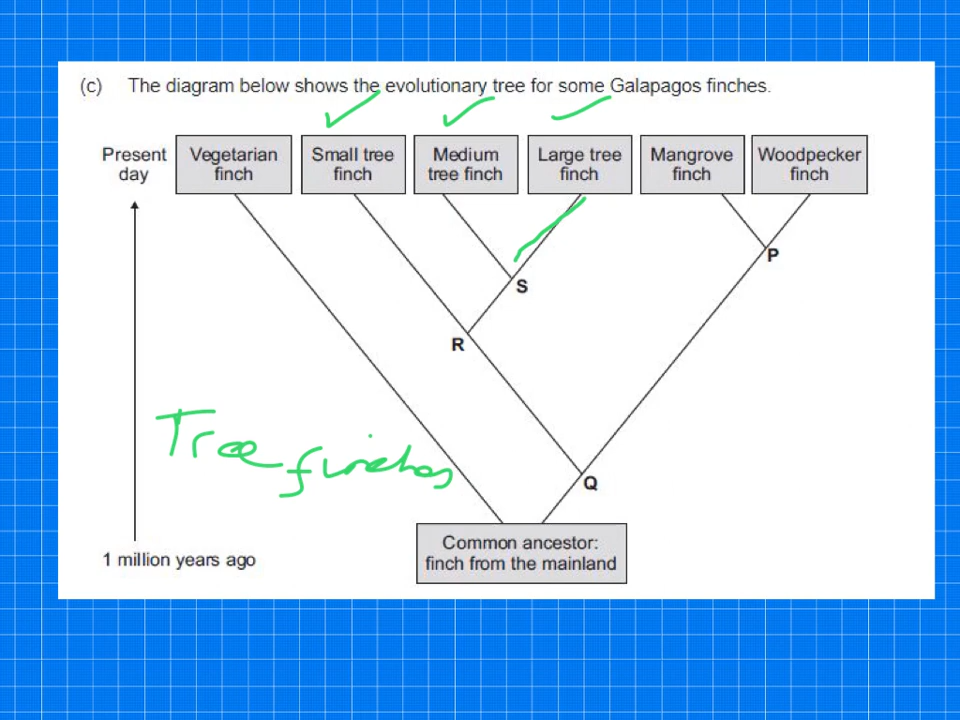 (c) The diagram below shows the evolutionary tree for some Galapagos finches.
Present day
Vegetarian finch
Small tree finch
Medium tree finch
Large tree finch
Mangrove finch
Woodpecker finch
P
S
R
Tree finches
Q
Common ancestor:
finch from the mainland
1 million years ago